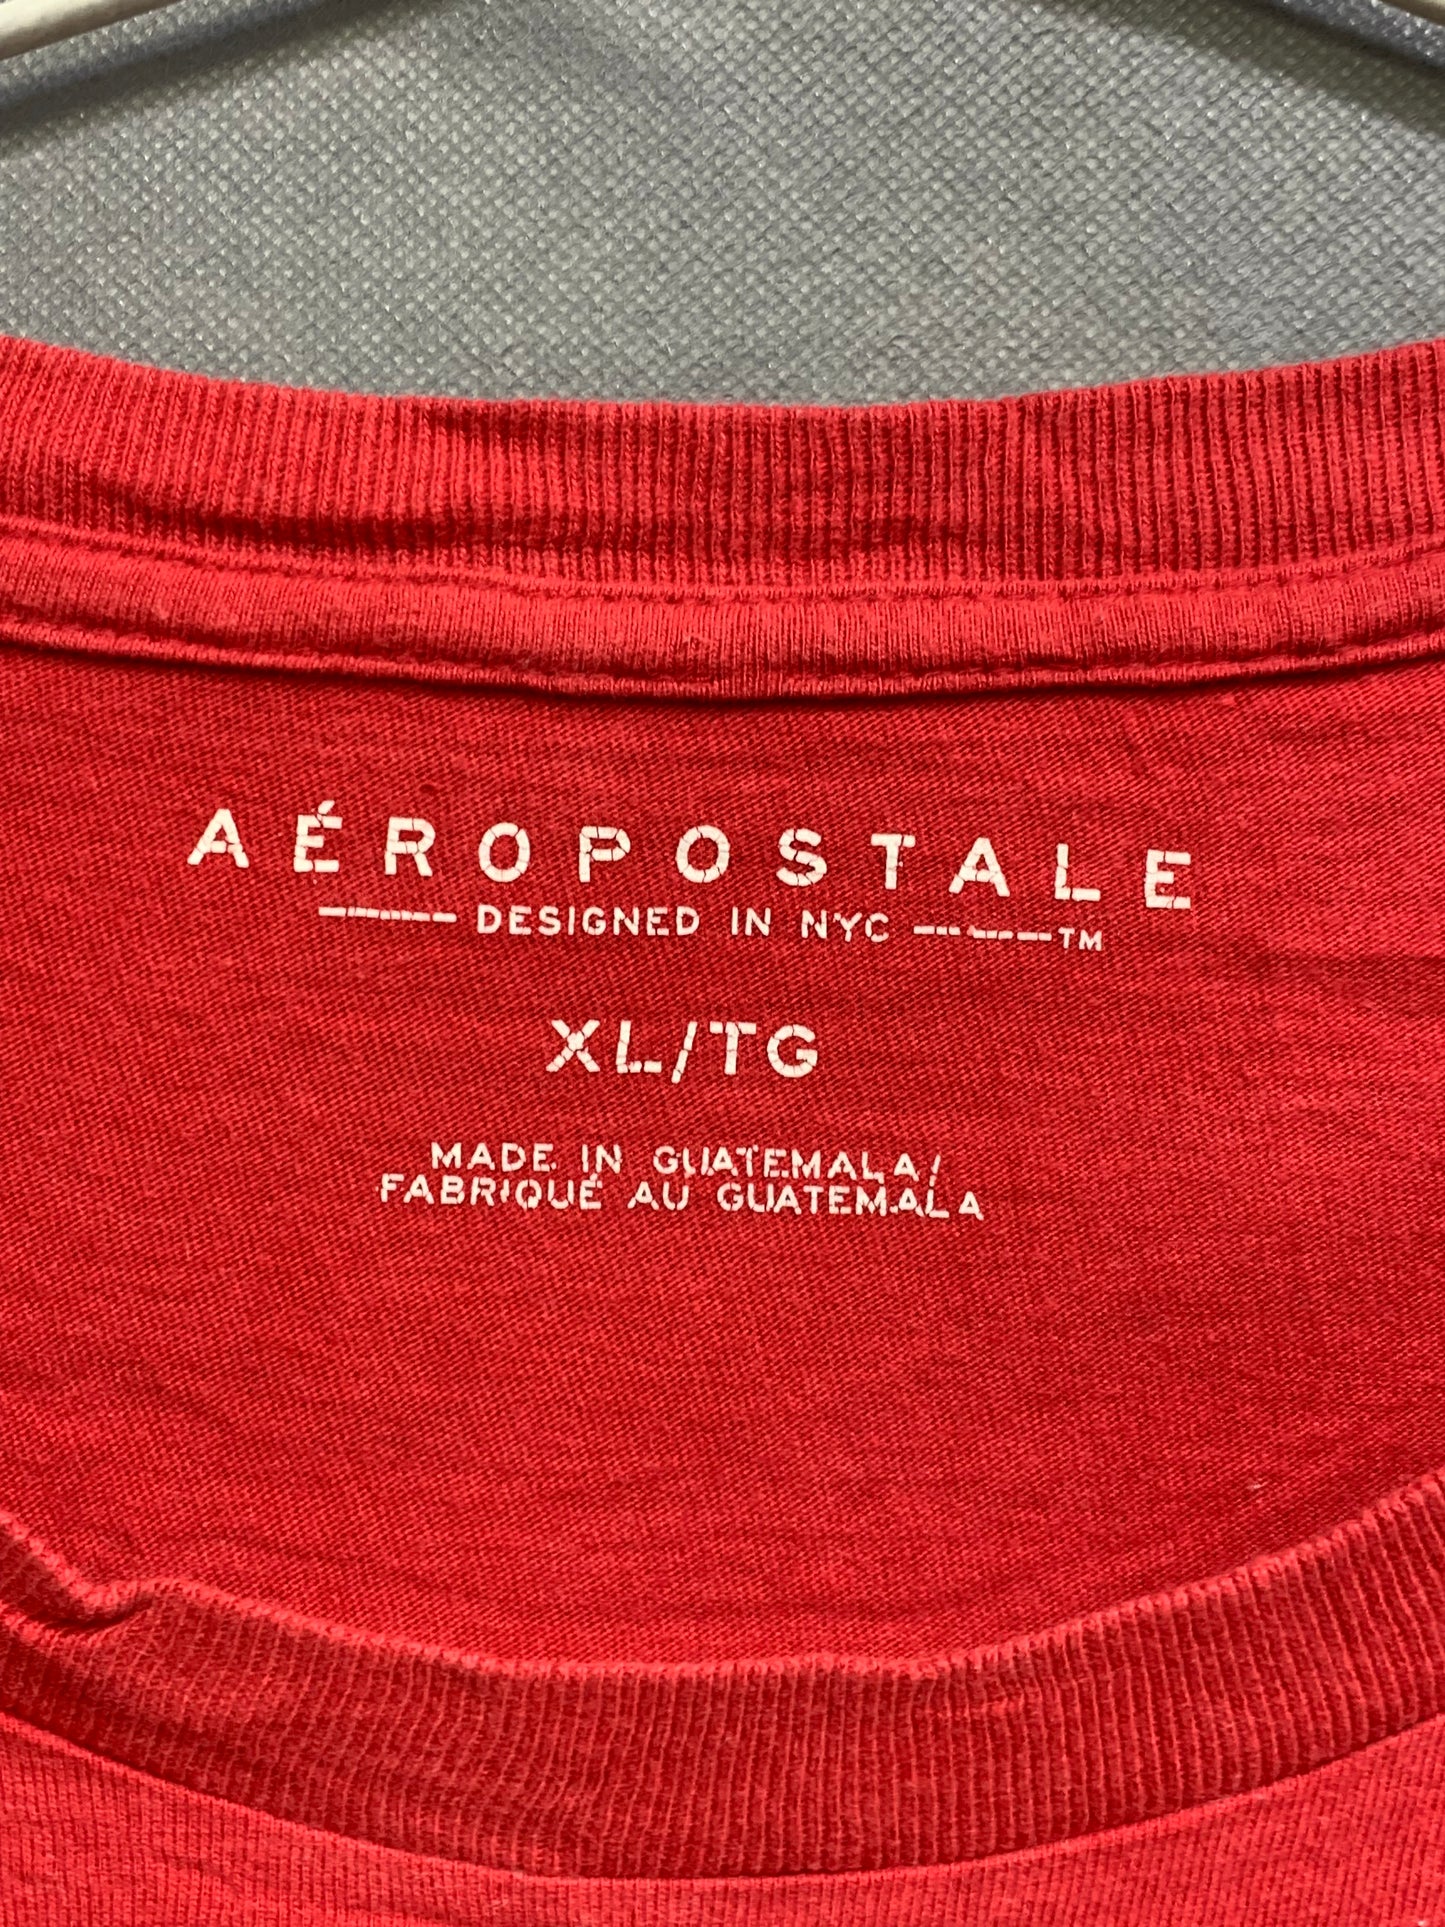 AÉROPOSTALE
DESIGNED IN NYC ™
XL/TG
MADE IN GUATEMALA/
FABRIQUÉ AU GUATEMALA